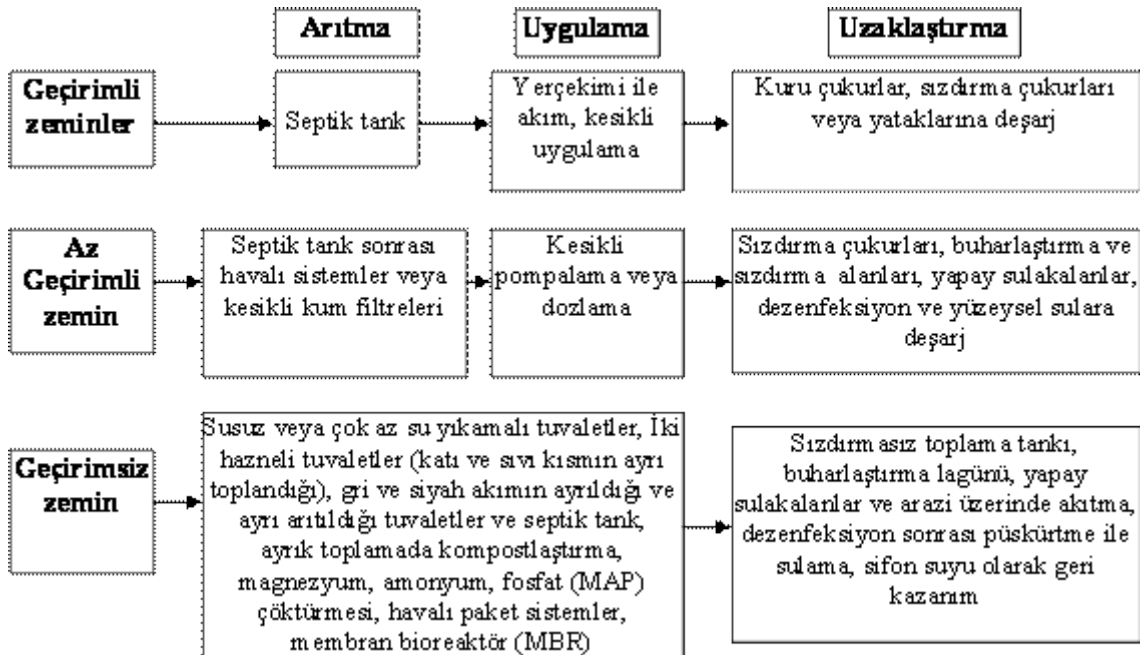 Arıtma
Uygulama
Uzaklaştırma
Geçirimli
zeminler
Septik tank
Yerçekimi ile
akım, kesikli
uygulama
Kuru çukurlar, sızdırma çukurları
veya yataklarına deşarj
Az
Geçirimli
zemin
Septik tank sonrası
havalı sistemler veya
kesikli kum filtreleri
Kesikli
pompalama veya
dozlama
Sızdırma çukurları, buharlaştırma ve
sızdırma alanları, yapay sulakalanlar,
dezenfeksiyon ve yüzeysel sulara
deşarj
Geçirimsiz
zemin
Susuz veya çok az su yıkamalı tuvaletler, İki
hazneli tuvaletler (katı ve sıvı kısmın ayrı
toplandığı), gri ve siyah akımın ayrıldığı ve
ayrı arıtıldığı tuvaletler ve septik tank,
ayrık toplamada kompostlaştırma,
magnezyum, amonyum, fosfat (MAP)
çöktürmesi, havalı paket sistemler,
membran bioreaktör (MBR)
Sızdırmasız toplama tankı,
buharlaştırma lagünü, yapay
sulakalanlar ve arazi üzerinde akıtma,
dezenfeksiyon sonrası püskürtme ile
sulama, sifon suyu olarak geri
kazanım